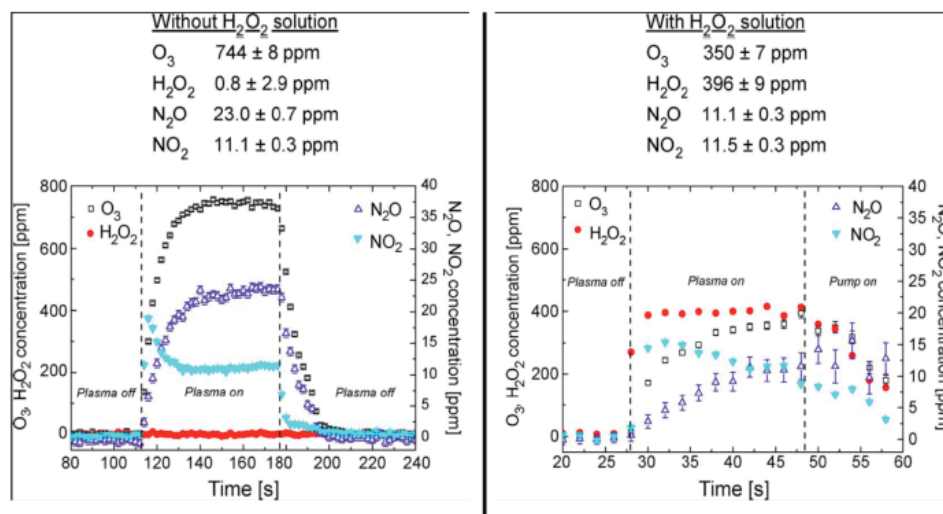 Without H₂O₂ solution
O₃ 744 ± 8 ppm
H₂O₂ 0.8 ± 2.9 ppm
N₂O 23.0 ± 0.7 ppm
NO₂ 11.1 ± 0.3 ppm
800
600
400
200
0
O₃, H₂O₂ concentration [ppm]
O₃
H₂O₂
N₂O
NO₂
Plasma off
Plasma on
Plasma off
40
35
30
25
20
15
10
5
0
N₂O, NO₂ concentration [ppm]
80 100 120 140 160 180 200 220 240
Time [s]
With H₂O₂ solution
O₃ 350 ± 7 ppm
H₂O₂ 396 ± 9 ppm
N₂O 11.1 ± 0.3 ppm
NO₂ 11.5 ± 0.3 ppm
800
600
400
200
0
O₃, H₂O₂ concentration [ppm]
O₃
H₂O₂
N₂O
NO₂
Plasma off
Plasma on
Pump on
40
35
30
25
20
15
10
5
0
N₂O, NO₂ concentration [ppm]
20 25 30 35 40 45 50 55 60
Time [s]